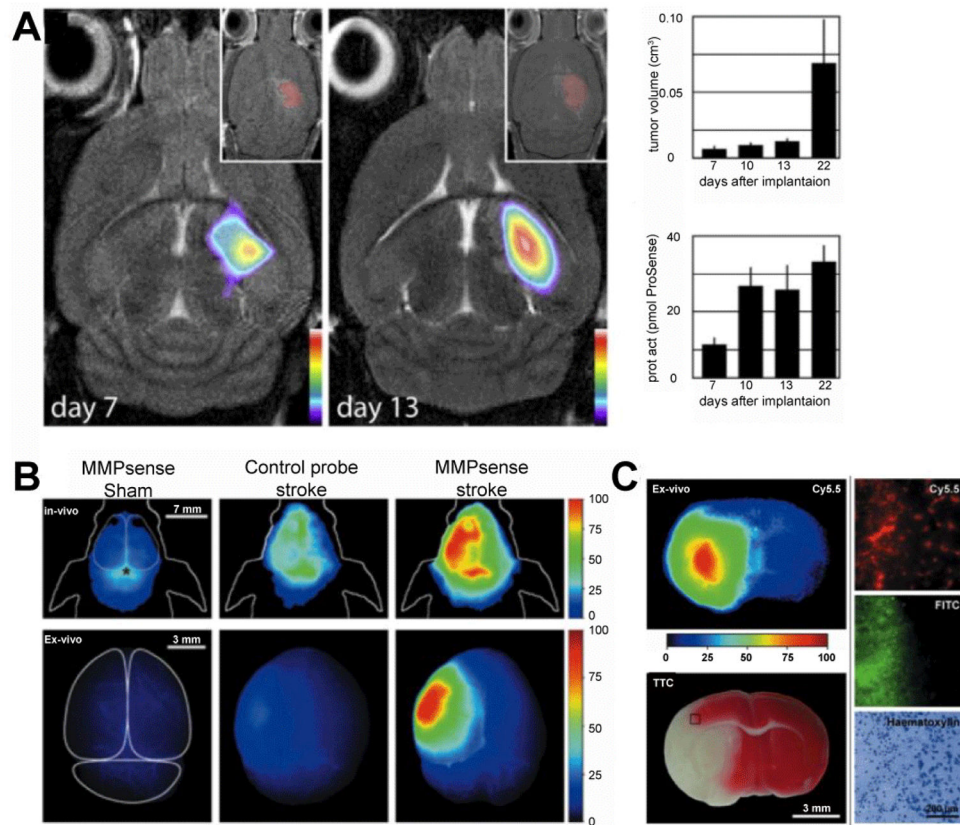 A
day 7
day 13
tumor volume (cm³)
0.10
0.05
0
7 10 13 22
days after implantaion
prot act (pmol ProSense)
40
20
0
7 10 13 22
days after implantaion
B
MMPsense
Sham
Control probe
stroke
MMPsense
stroke
in-vivo
7 mm
*
100
75
50
25
0
Ex-vivo
3 mm
100
75
50
25
0
C
Ex-vivo
Cy5.5
0 25 50 75 100
TTC
3 mm
Cy5.5
FITC
Haematoxylin
200 µm